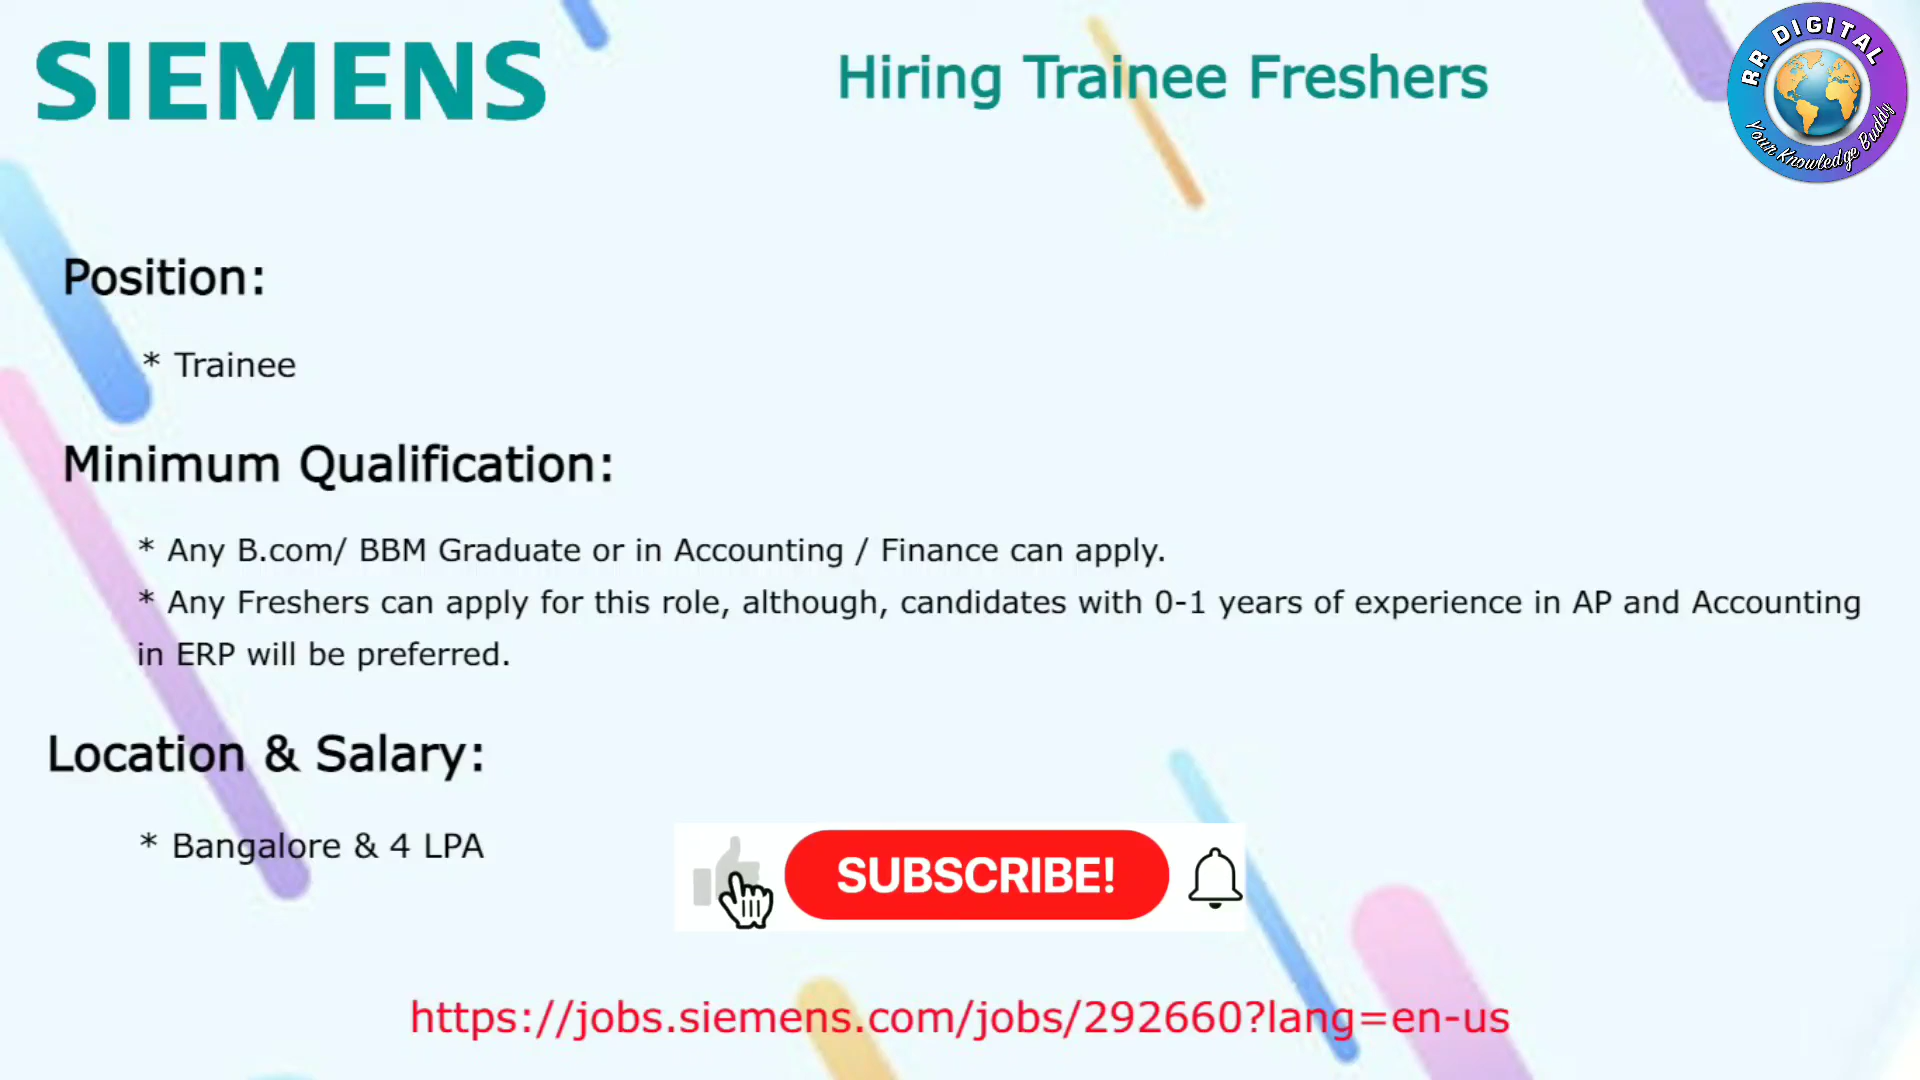 SIEMENS
Hiring Trainee Freshers
RR DIGITAL
Your Knowledge Buddy
Position:
* Trainee
Minimum Qualification:
* Any B.com/ BBM Graduate or in Accounting / Finance can apply.
* Any Freshers can apply for this role, although, candidates with 0-1 years of experience in AP and Accounting
in ERP will be preferred.
Location & Salary:
* Bangalore & 4 LPA
SUBSCRIBE!
https://jobs.siemens.com/jobs/292660?lang=en-us